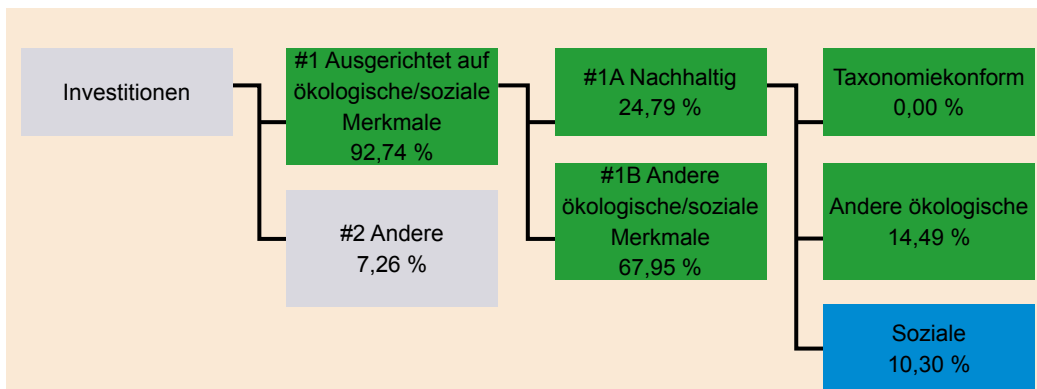 Investitionen
#1 Ausgerichtet auf
ökologische/soziale
Merkmale
92,74 %
#2 Andere
7,26 %
#1A Nachhaltig
24,79 %
#1B Andere
ökologische/soziale
Merkmale
67,95 %
Taxonomiekonform
0,00 %
Andere ökologische
14,49 %
Soziale
10,30 %